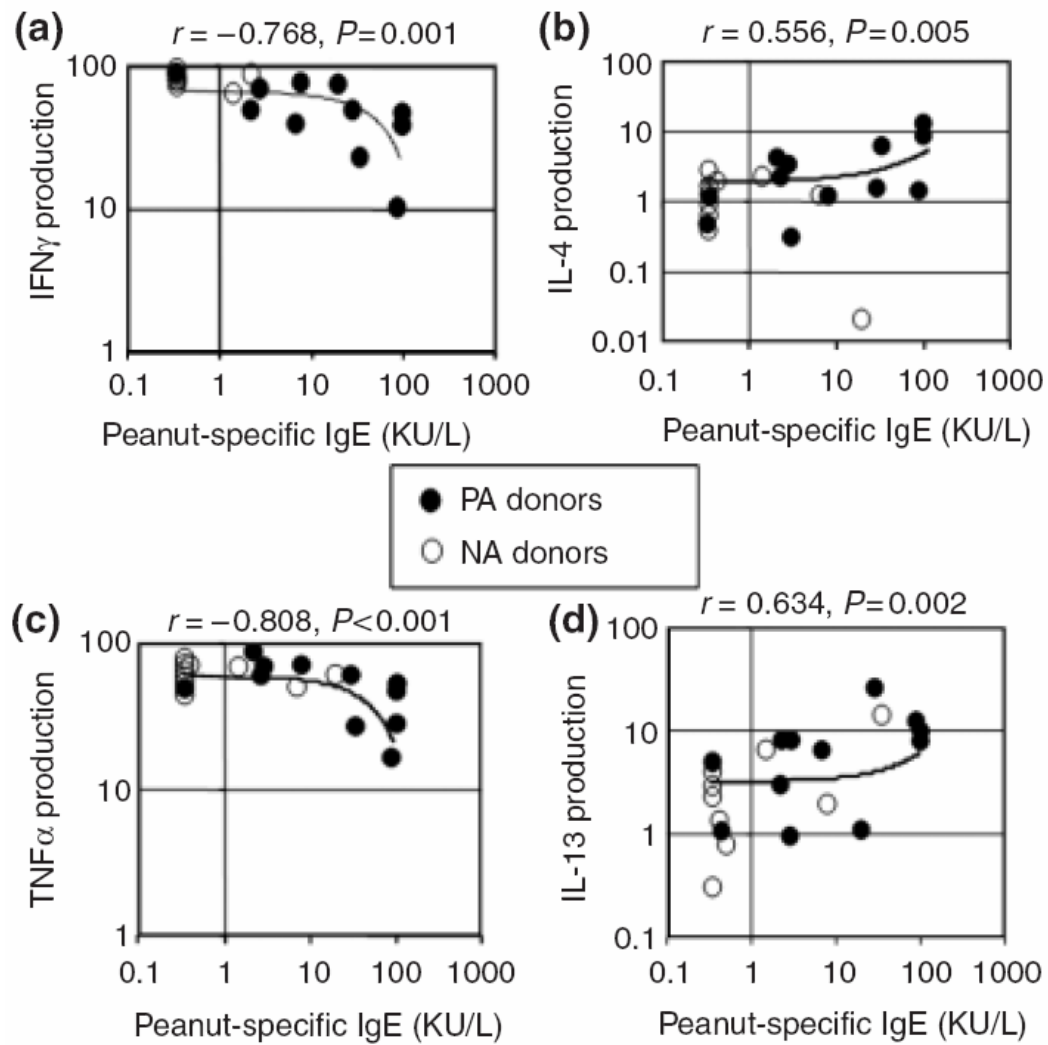 (a)
r = −0.768, P=0.001
100
10
1
0.1 1 10 100 1000
IFNγ production
Peanut-specific IgE (KU/L)
(b)
r = 0.556, P=0.005
100
10
1
0.1
0.01
0.1 1 10 100 1000
IL-4 production
Peanut-specific IgE (KU/L)
PA donors
NA donors
(c)
r = −0.808, P<0.001
100
10
1
0.1 1 10 100 1000
TNFα production
Peanut-specific IgE (KU/L)
(d)
r = 0.634, P=0.002
100
10
1
0.1
0.1 1 10 100 1000
IL-13 production
Peanut-specific IgE (KU/L)